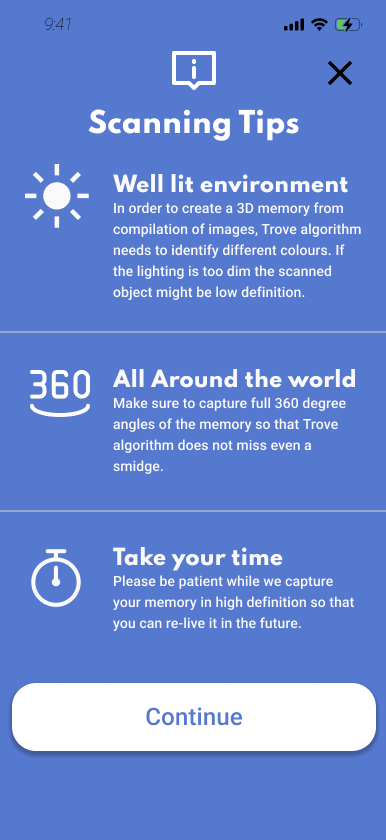 9:41
Scanning Tips
Well lit environment
In order to create a 3D memory from
compilation of images, Trove algorithm
needs to identify different colours. If
the lighting is too dim the scanned
object might be low definition.
360
All Around the world
Make sure to capture full 360 degree
angles of the memory so that Trove
algorithm does not miss even a
smidge.
Take your time
Please be patient while we capture
your memory in high definition so that
you can re-live it in the future.
Continue